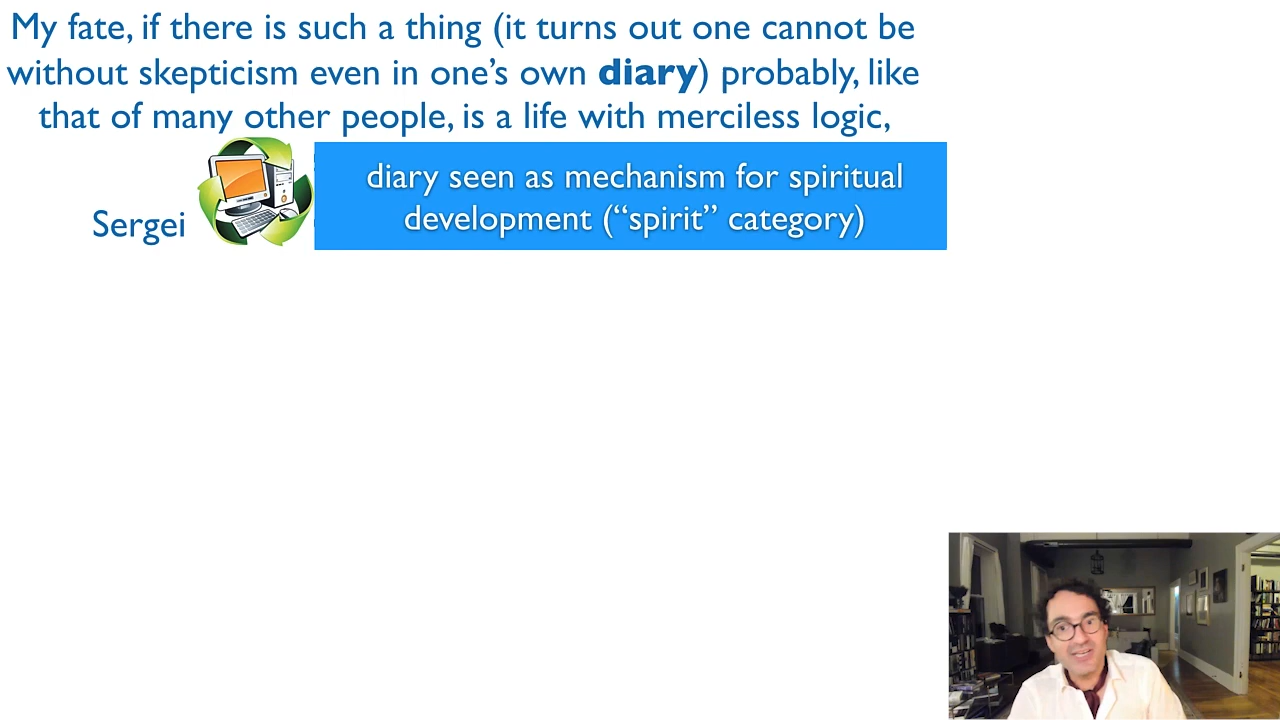 My fate, if there is such a thing (it turns out one cannot be
without skepticism even in one’s own diary) probably, like
that of many other people, is a life with merciless logic,
diary seen as mechanism for spiritual
development (“spirit” category)
Sergei